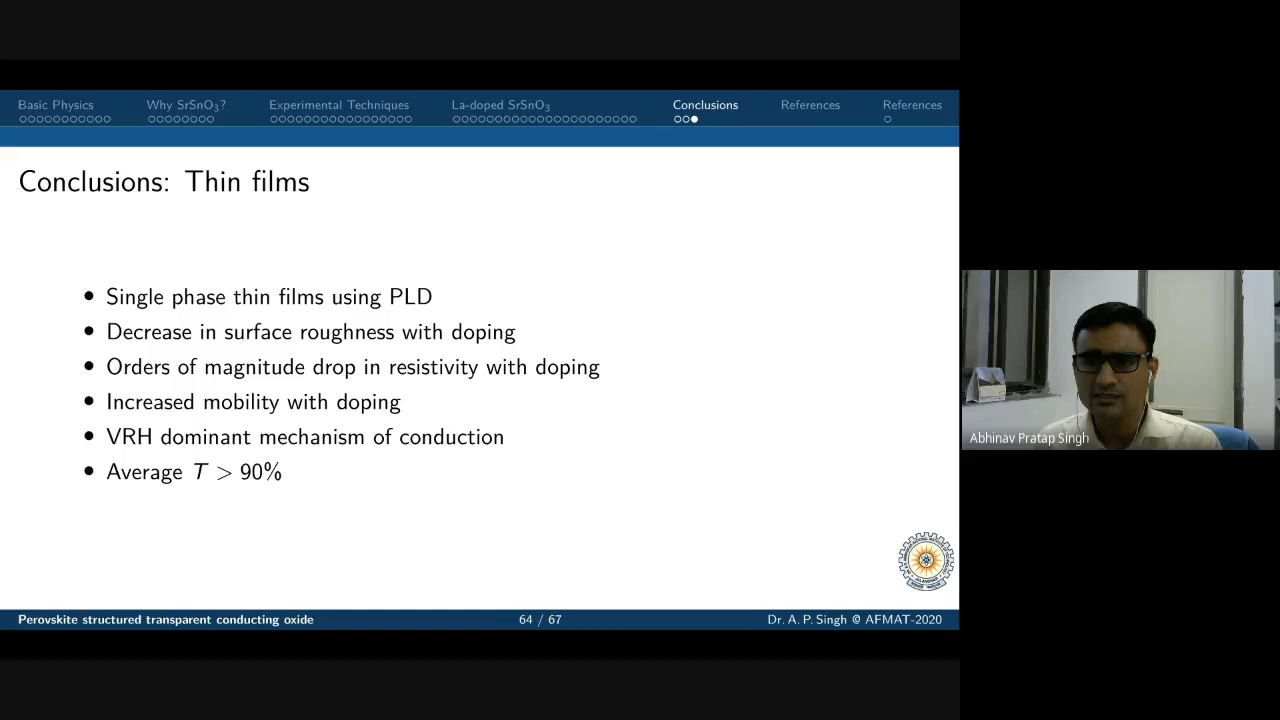 Basic Physics Why SrSnO₃? Experimental Techniques La-doped SrSnO₃ Conclusions References References
Conclusions: Thin films
• Single phase thin films using PLD
• Decrease in surface roughness with doping
• Orders of magnitude drop in resistivity with doping
• Increased mobility with doping
• VRH dominant mechanism of conduction
• Average T > 90%
Abhinav Pratap Singh
Perovskite structured transparent conducting oxide 64 / 67 Dr. A. P. Singh @ AFMAT-2020